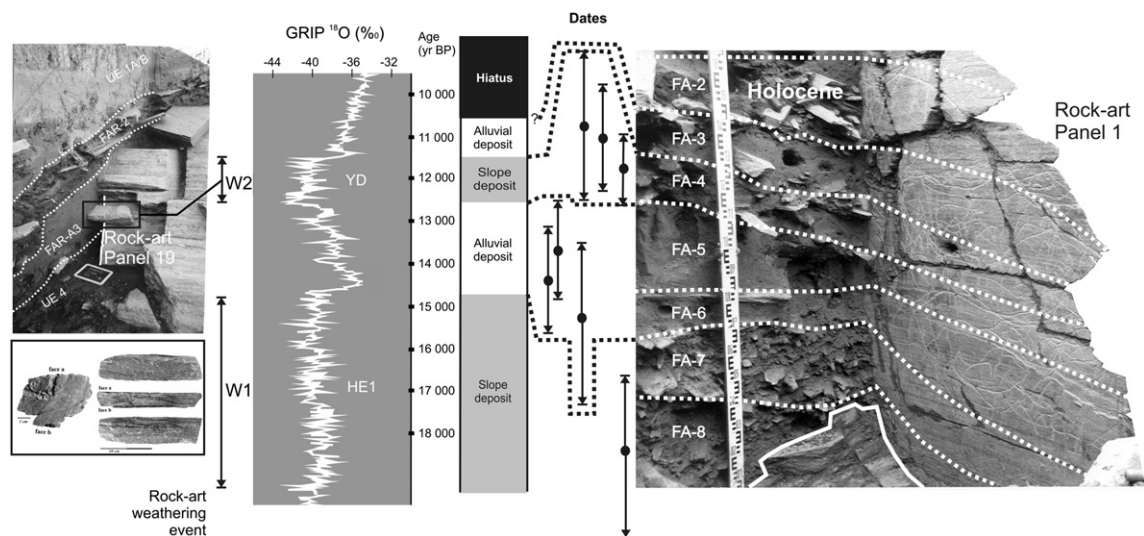 Dates
GRIP ¹⁸O (‰)
Age
(yr BP)
-44
-40
-36
-32
10 000
11 000
12 000
13 000
14 000
15 000
16 000
17 000
18 000
YD
HE1
Hiatus
Alluvial
deposit
Slope
deposit
Alluvial
deposit
Slope
deposit
?
UE-1A/B
FAR-2
FAR-A3
UE.4
Rock-art
Panel 19
W2
W1
Rock-art
weathering
event
face a
face b
face a
face b
FA-2
Holocene
FA-3
FA-4
FA-5
FA-6
FA-7
FA-8
Rock-art
Panel 1